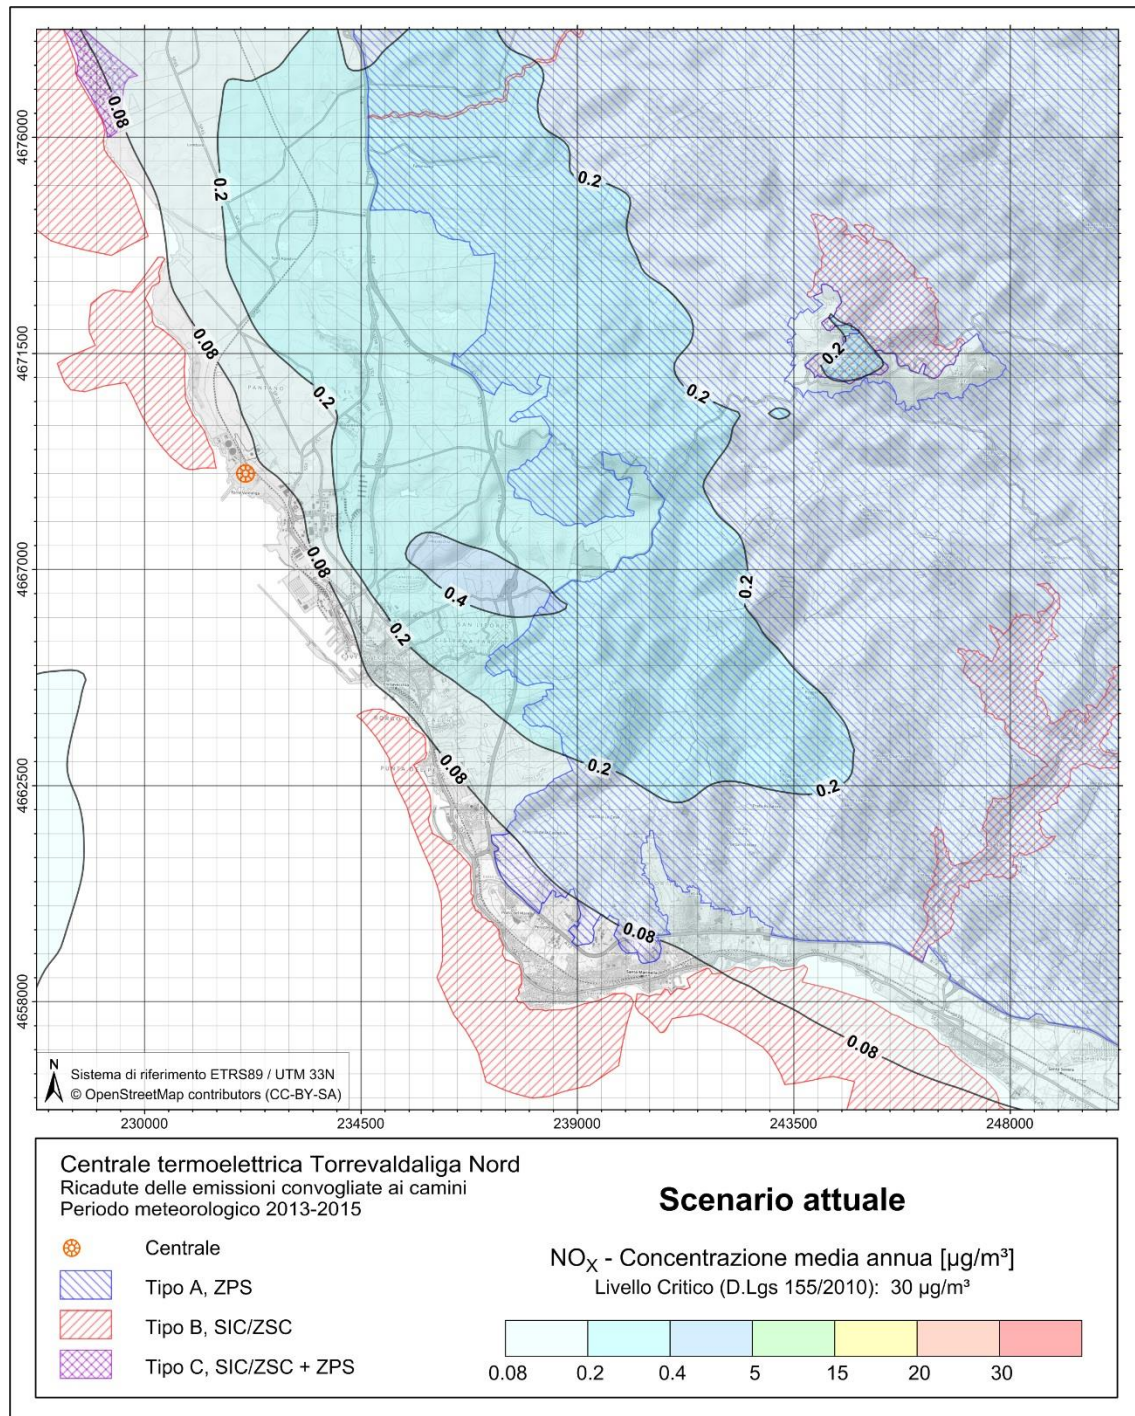 4676000
4671500
4667000
4662500
4658000
0.08
0.2
0.2
0.08
0.2
0.2
0.2
0.08
0.4
0.2
0.2
0.08
0.2
0.2
0.08
0.08
PANTANO
SAN LIBORIO
Santa Marinella
N
Sistema di riferimento ETRS89 / UTM 33N
© OpenStreetMap contributors (CC-BY-SA)
230000 234500 239000 243500 248000
Centrale termoelettrica Torrevaldaliga Nord
Ricadute delle emissioni convogliate ai camini
Periodo meteorologico 2013-2015
Centrale
Tipo A, ZPS
Tipo B, SIC/ZSC
Tipo C, SIC/ZSC + ZPS
Scenario attuale
NOX - Concentrazione media annua [µg/m³]
Livello Critico (D.Lgs 155/2010): 30 µg/m³
0.08 0.2 0.4 5 15 20 30